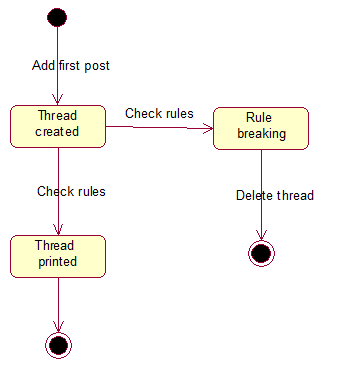 Add first post
Thread
created
Check rules
Rule
breaking
Check rules
Delete thread
Thread
printed